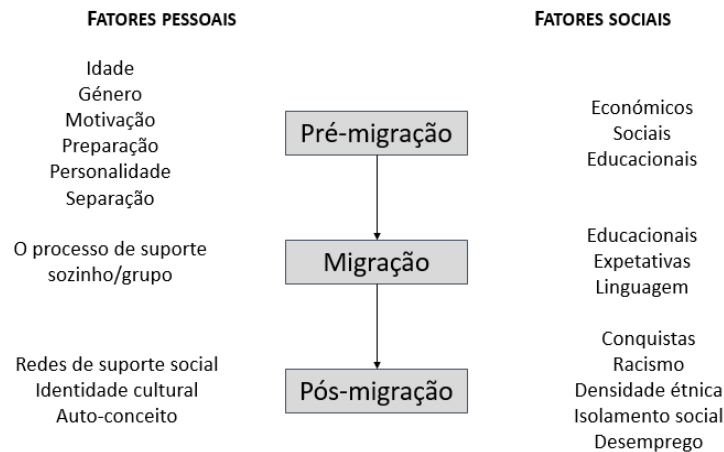 FATORES PESSOAIS
FATORES SOCIAIS
Idade
Género
Motivação
Preparação
Personalidade
Separação
Pré-migração
Económicos
Sociais
Educacionais
O processo de suporte
sozinho/grupo
Migração
Educacionais
Expetativas
Linguagem
Redes de suporte social
Identidade cultural
Auto-conceito
Pós-migração
Conquistas
Racismo
Densidade étnica
Isolamento social
Desemprego